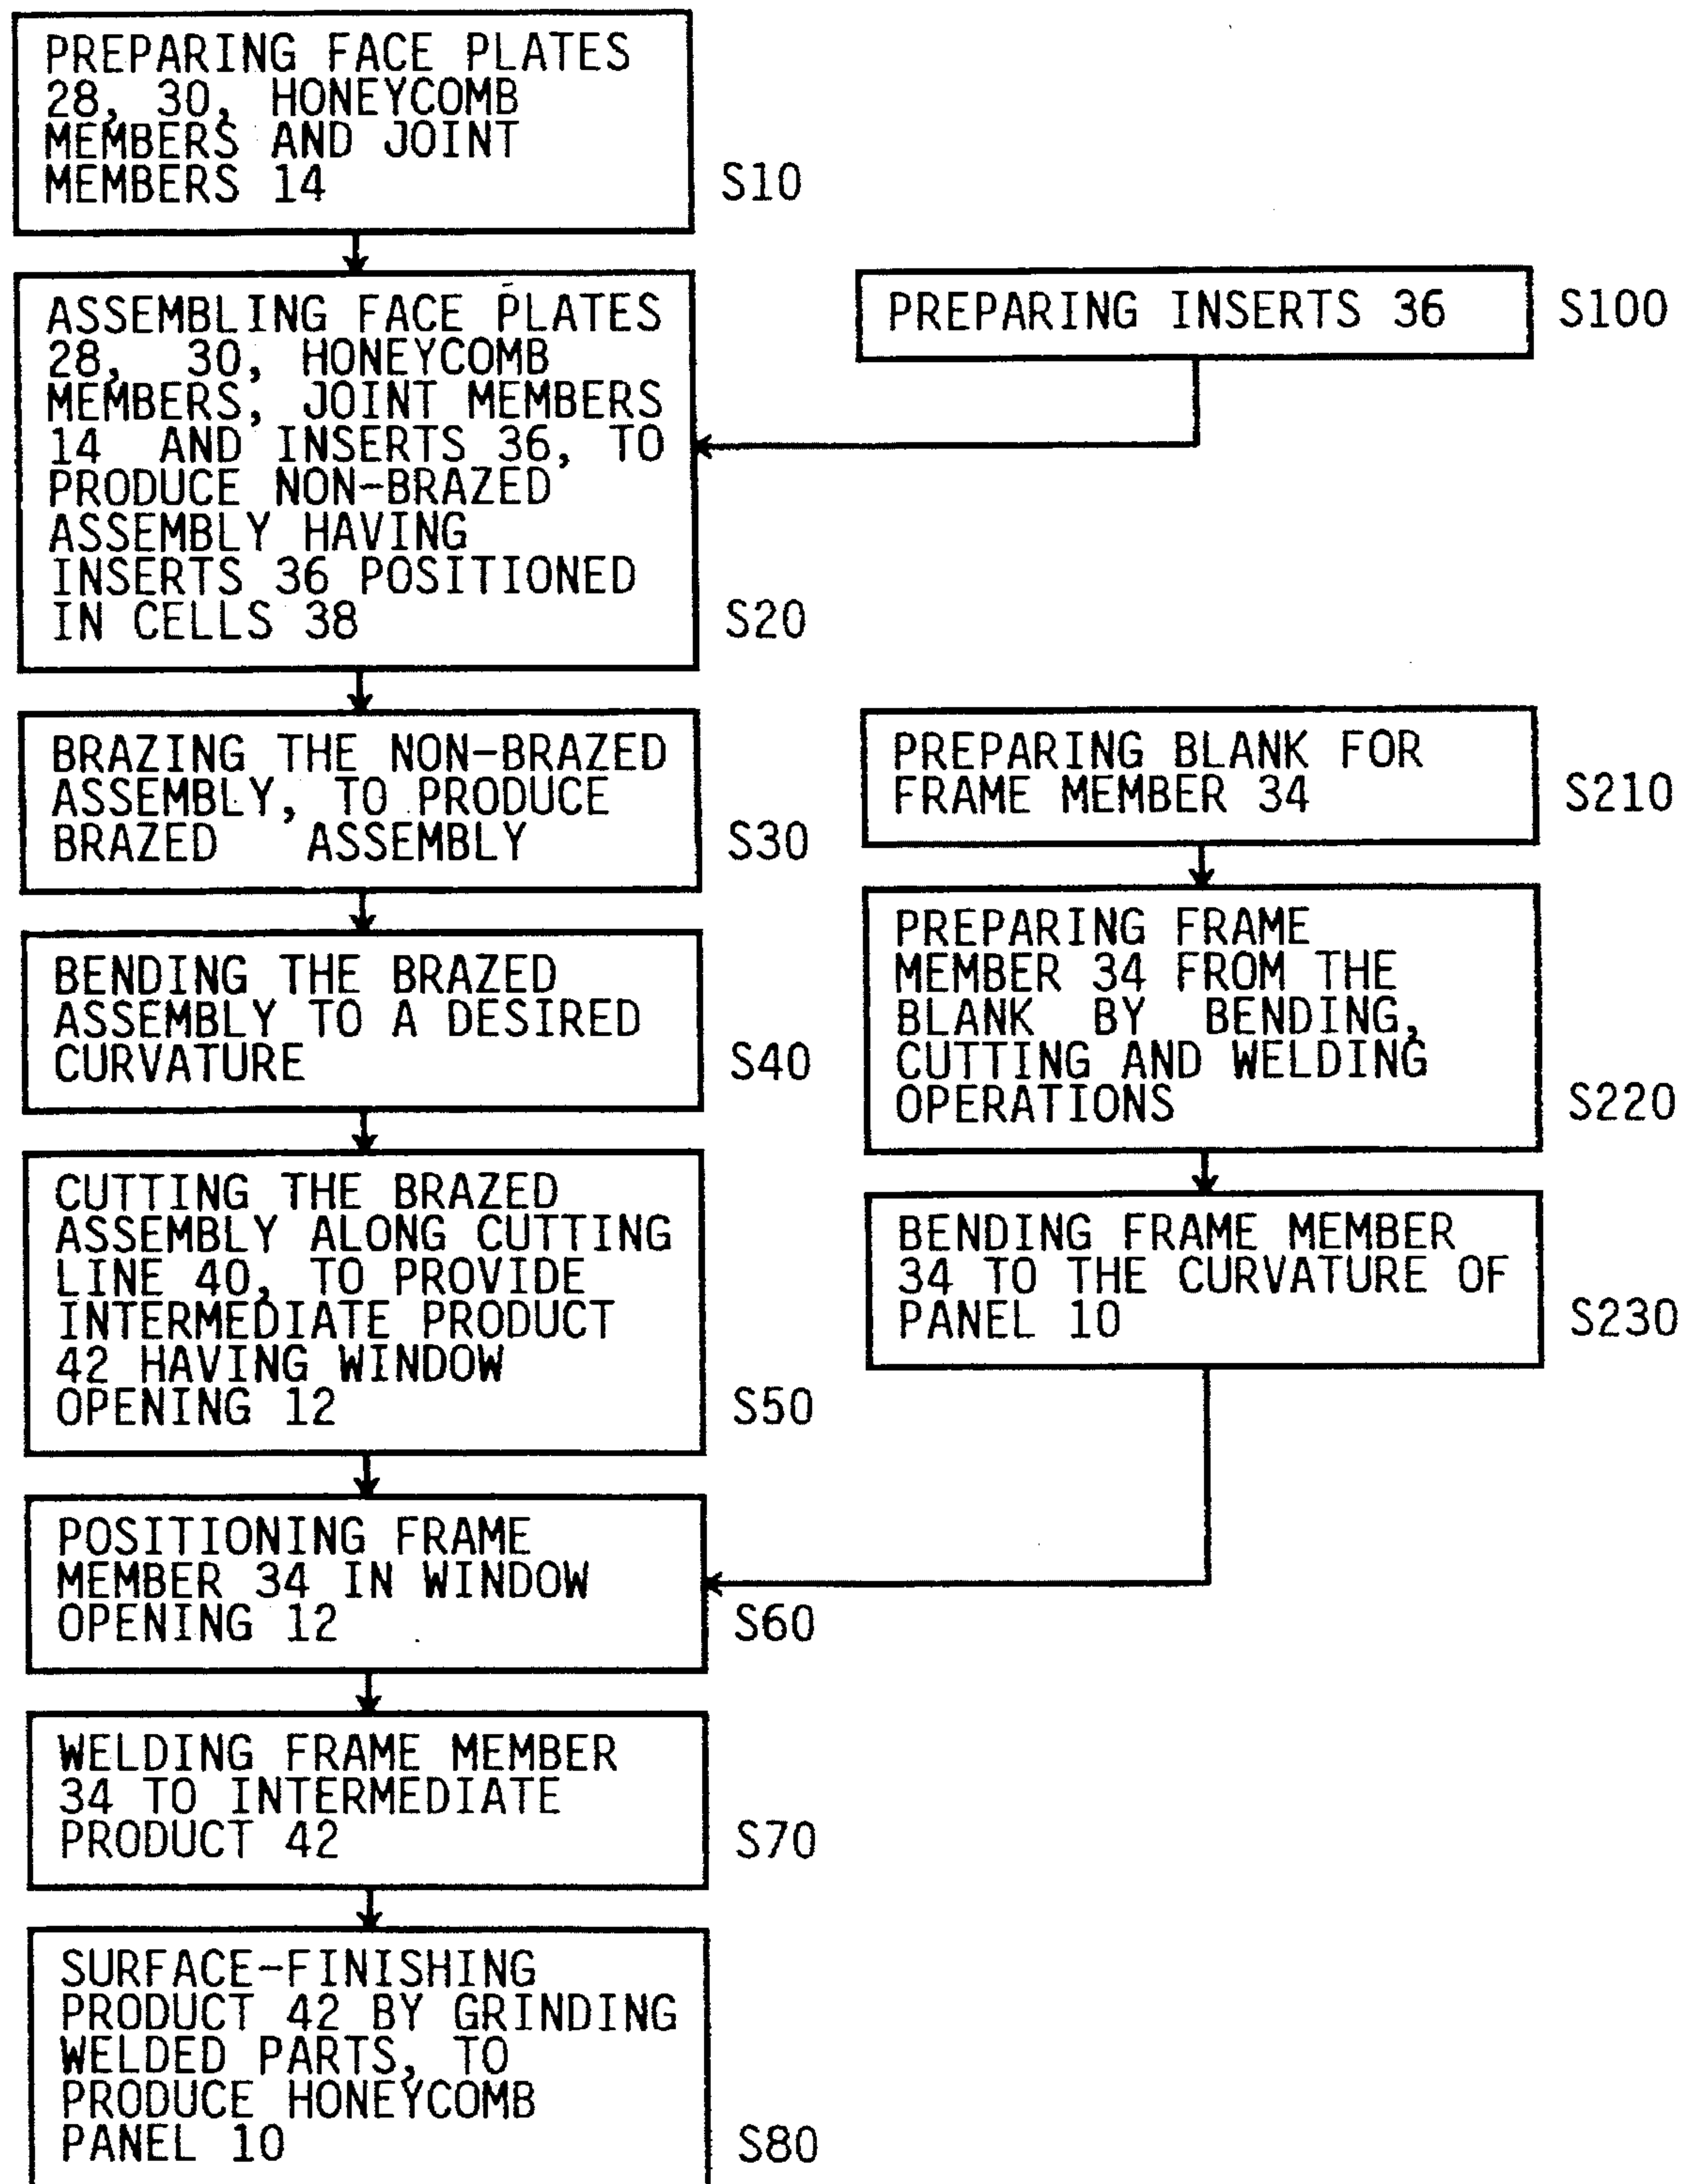 PREPARING FACE PLATES
28, 30, HONEYCOMB
MEMBERS AND JOINT
MEMBERS 14
S10
ASSEMBLING FACE PLATES
28, 30, HONEYCOMB
MEMBERS, JOINT MEMBERS
14 AND INSERTS 36, TO
PRODUCE NON-BRAZED
ASSEMBLY HAVING
INSERTS 36 POSITIONED
IN CELLS 38
S20
PREPARING INSERTS 36
S100
BRAZING THE NON-BRAZED
ASSEMBLY, TO PRODUCE
BRAZED ASSEMBLY
S30
BENDING THE BRAZED
ASSEMBLY TO A DESIRED
CURVATURE
S40
CUTTING THE BRAZED
ASSEMBLY ALONG CUTTING
LINE 40, TO PROVIDE
INTERMEDIATE PRODUCT
42 HAVING WINDOW
OPENING 12
S50
PREPARING BLANK FOR
FRAME MEMBER 34
S210
PREPARING FRAME
MEMBER 34 FROM THE
BLANK BY BENDING,
CUTTING AND WELDING
OPERATIONS
S220
BENDING FRAME MEMBER
34 TO THE CURVATURE OF
PANEL 10
S230
POSITIONING FRAME
MEMBER 34 IN WINDOW
OPENING 12
S60
WELDING FRAME MEMBER
34 TO INTERMEDIATE
PRODUCT 42
S70
SURFACE-FINISHING
PRODUCT 42 BY GRINDING
WELDED PARTS, TO
PRODUCE HONEYCOMB
PANEL 10
S80